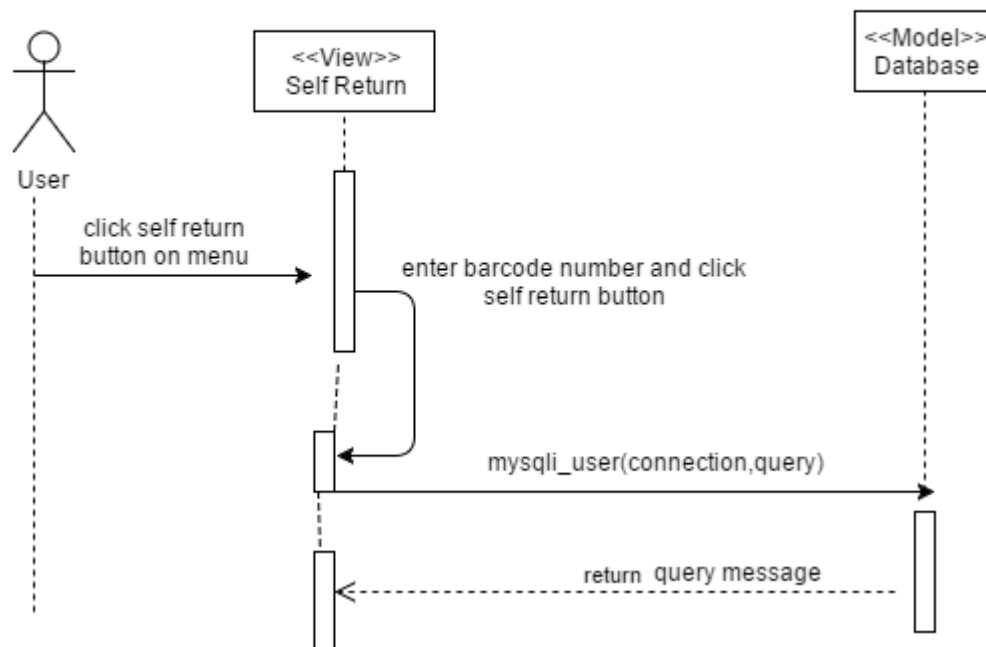 <<View>>
Self Return
<<Model>>
Database
User
click self return
button on menu
enter barcode number and click
self return button
mysqli_user(connection,query)
return query message